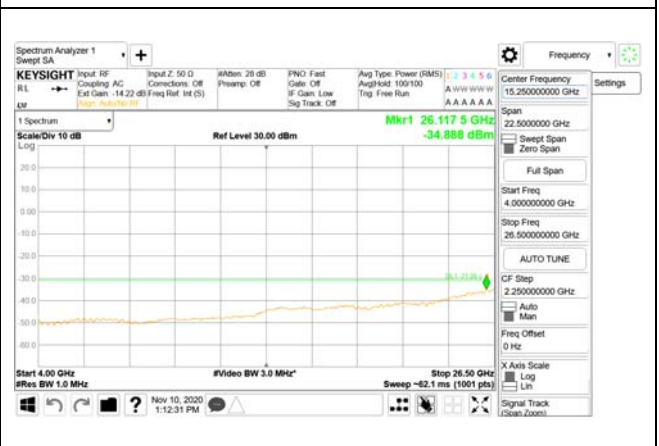 Spectrum Analyzer 1
Swept SA
Frequency
KEYSIGHT
RL
Input: RF
Coupling: AC
Ext Gain: -14.22 dB
Align: Auto/No RF
Input Z: 50 Ω
Corrections: Off
Freq Ref: Int (S)
#Atten: 28 dB
Preamp: Off
PNO: Fast
Gate: Off
IF Gain: Low
Sig Track: Off
Avg Type: Power (RMS)
Avg|Hold: 100/100
Trig: Free Run
1 2 3 4 5 6
A W W W W W
A A A A A A
1 Spectrum
Scale/Div 10 dB
Log
Ref Level 30.00 dBm
Mkr1 26.117 5 GHz
-34.888 dBm
20.0
10.0
0.00
-10.0
-20.0
-30.0
-40.0
-50.0
-60.0
Start 4.00 GHz
#Res BW 1.0 MHz
#Video BW 3.0 MHz*
Stop 26.50 GHz
Sweep ~62.1 ms (1001 pts)
Nov 10, 2020
1:12:31 PM
Center Frequency
15.250000000 GHz
Settings
Span
22.5000000 GHz
Swept Span
Zero Span
Full Span
Start Freq
4.000000000 GHz
Stop Freq
26.500000000 GHz
AUTO TUNE
CF Step
2.250000000 GHz
Auto
Man
Freq Offset
0 Hz
X Axis Scale
Log
Lin
Signal Track
(Span Zoom)